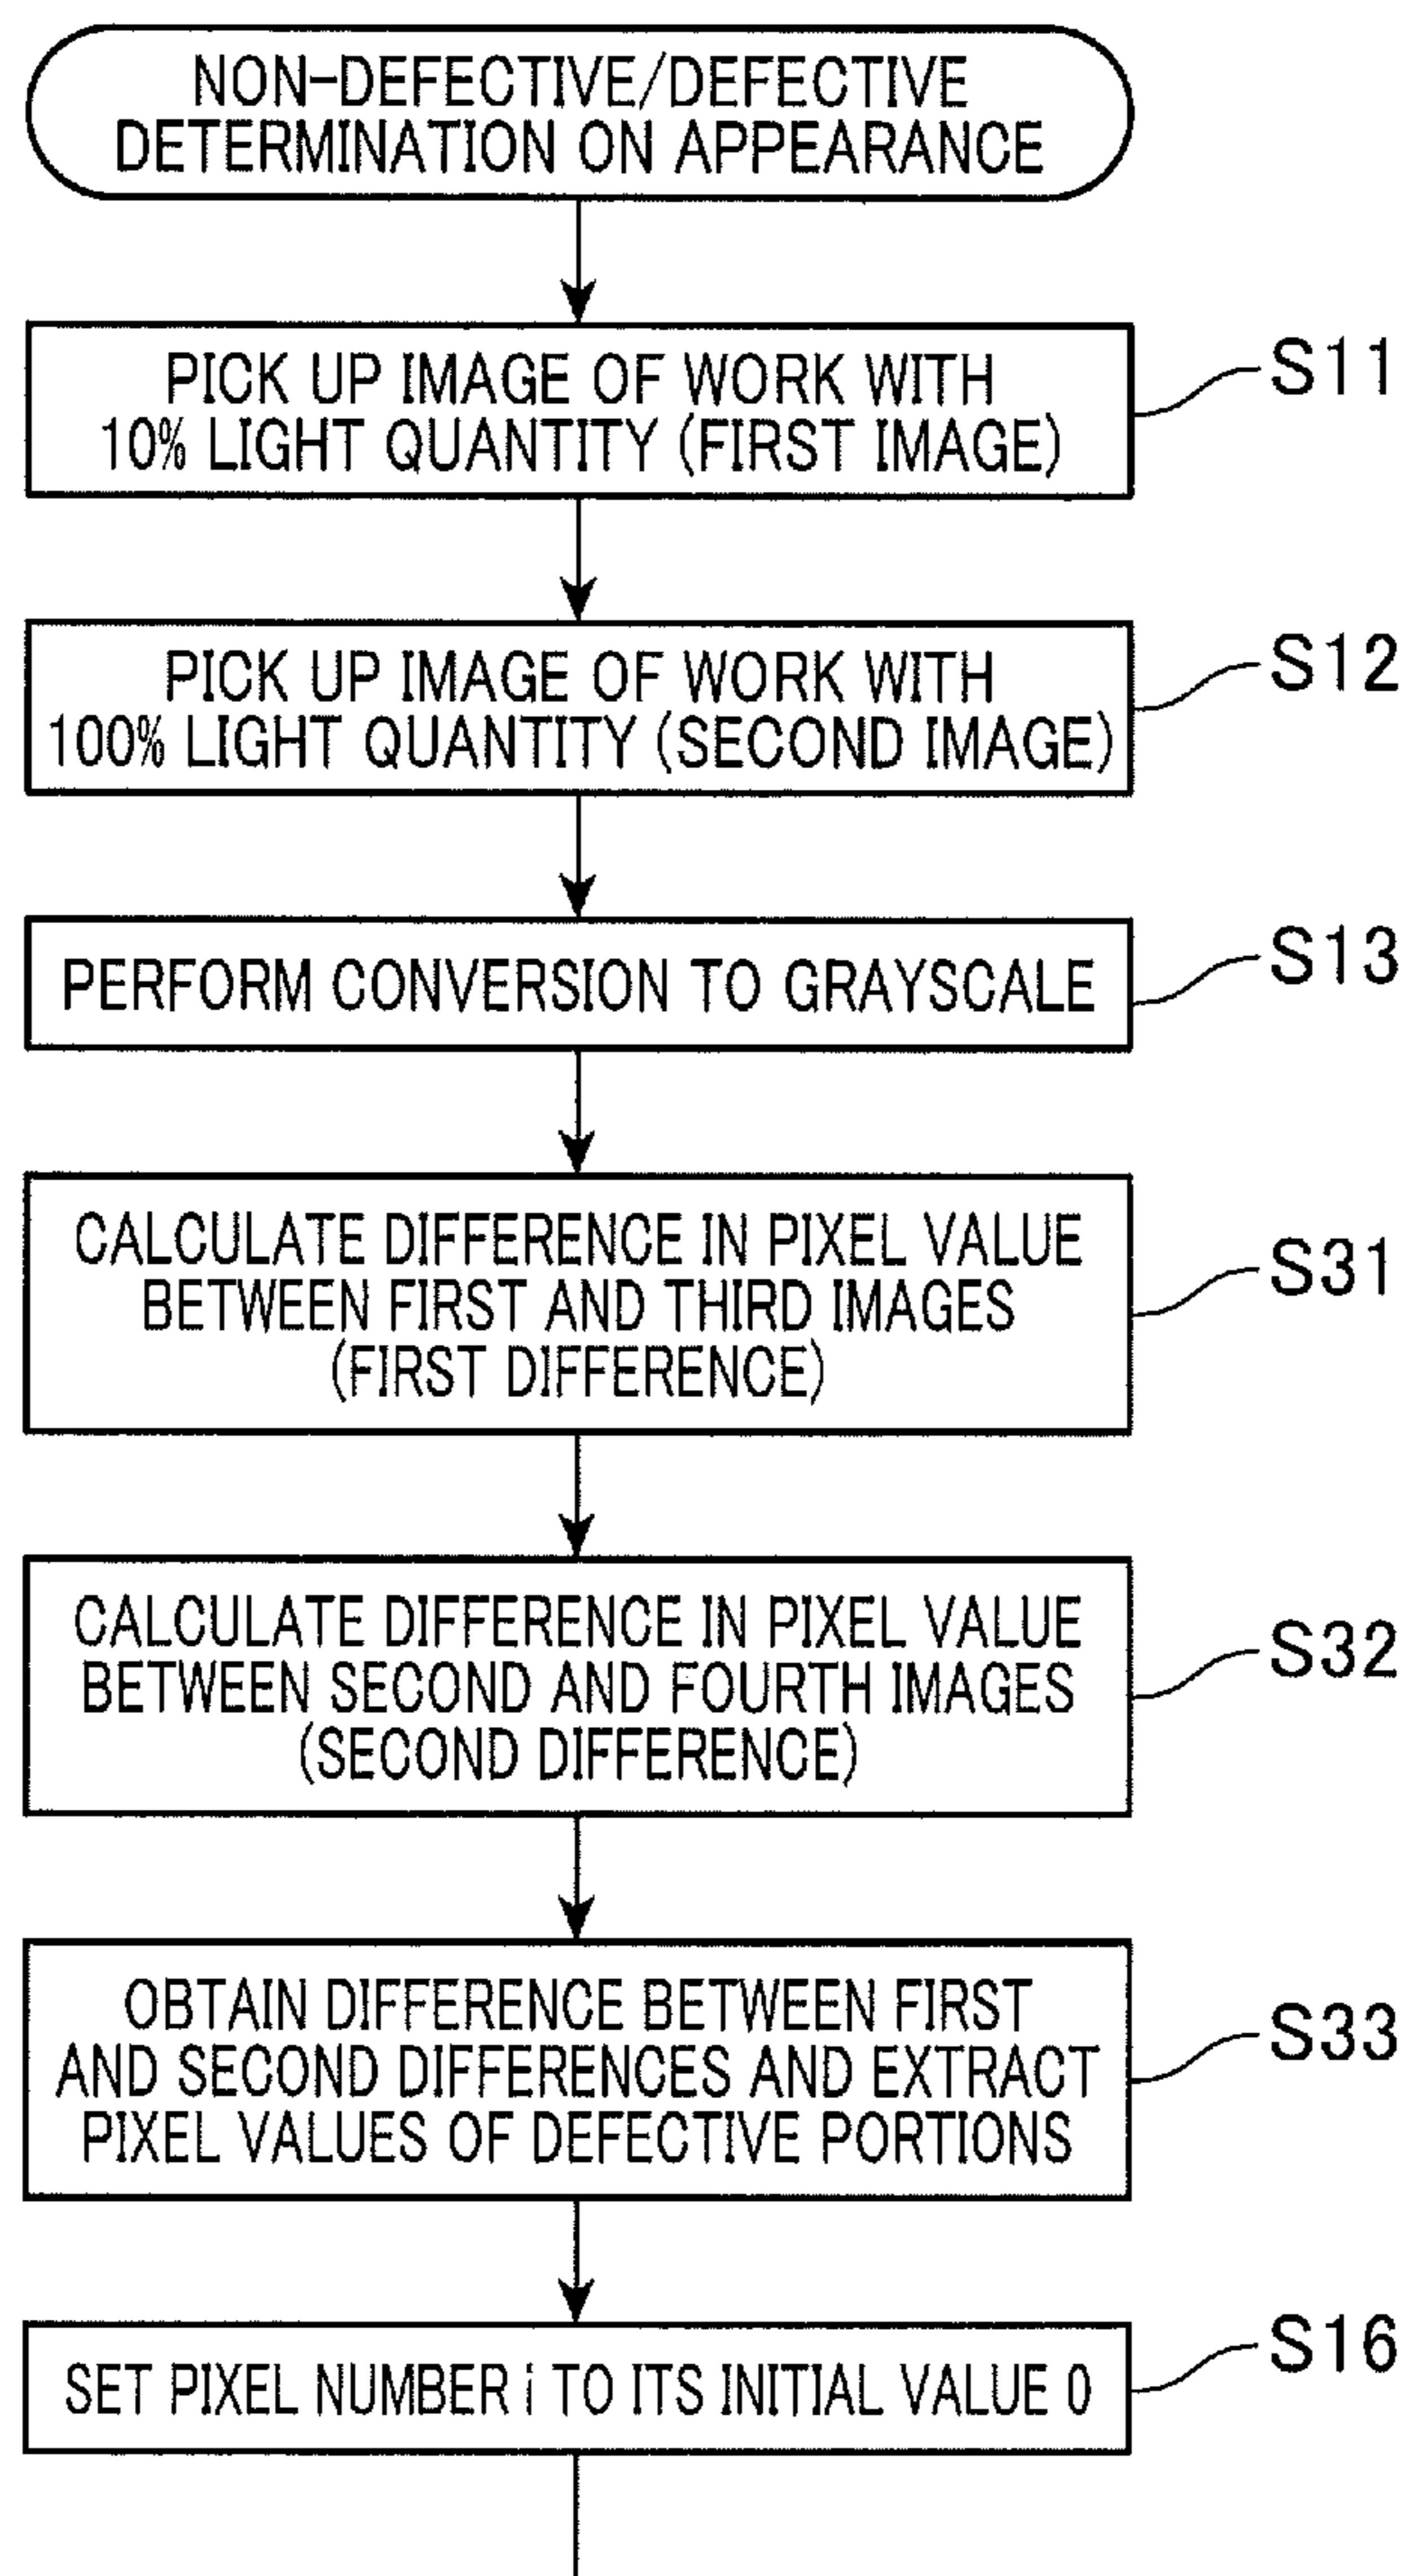 NON-DEFECTIVE/DEFECTIVE
DETERMINATION ON APPEARANCE
PICK UP IMAGE OF WORK WITH
10% LIGHT QUANTITY (FIRST IMAGE)
S11
PICK UP IMAGE OF WORK WITH
100% LIGHT QUANTITY (SECOND IMAGE)
S12
PERFORM CONVERSION TO GRAYSCALE
S13
CALCULATE DIFFERENCE IN PIXEL VALUE
BETWEEN FIRST AND THIRD IMAGES
(FIRST DIFFERENCE)
S31
CALCULATE DIFFERENCE IN PIXEL VALUE
BETWEEN SECOND AND FOURTH IMAGES
(SECOND DIFFERENCE)
S32
OBTAIN DIFFERENCE BETWEEN FIRST
AND SECOND DIFFERENCES AND EXTRACT
PIXEL VALUES OF DEFECTIVE PORTIONS
S33
SET PIXEL NUMBER i TO ITS INITIAL VALUE 0
S16